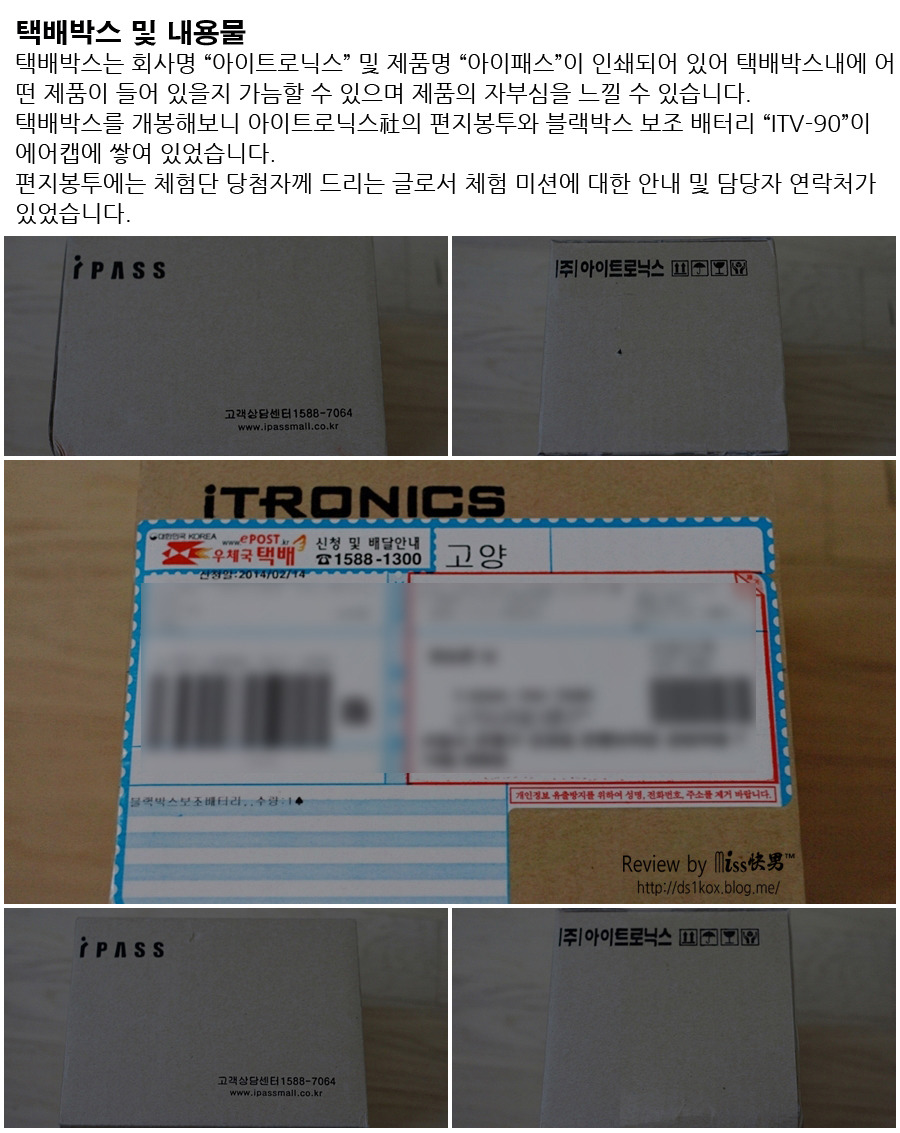 택배박스 및 내용물
택배박스는 회사명 “아이트로닉스” 및 제품명 “아이패스”이 인쇄되어 있어 택배박스내에 어
떤 제품이 들어 있을지 가늠할 수 있으며 제품의 자부심을 느낄 수 있습니다.
택배박스를 개봉해보니 아이트로닉스社의 편지봉투와 블랙박스 보조 배터리 “ITV-90”이
에어캡에 쌓여 있었습니다.
편지봉투에는 체험단 당첨자께 드리는 글로서 체험 미션에 대한 안내 및 담당자 연락처가
있었습니다.
iPASS
고객상담센터1588-7064
www.ipassmall.co.kr
(주)아이트로닉스
iTRONICS
대한민국 KOREA
www.ePOST.kr
우체국 택배
신청 및 배달안내
☎1588-1300
고양
신청일:2014/02/14
블랙박스보조배터리,,수량:1♠
개인정보 유출방지를 위하여 성명, 전화번호, 주소를 제거 바랍니다.
Review by Miss快男™
http://ds1kox.blog.me/
iPASS
고객상담센터1588-7064
www.ipassmall.co.kr
(주)아이트로닉스